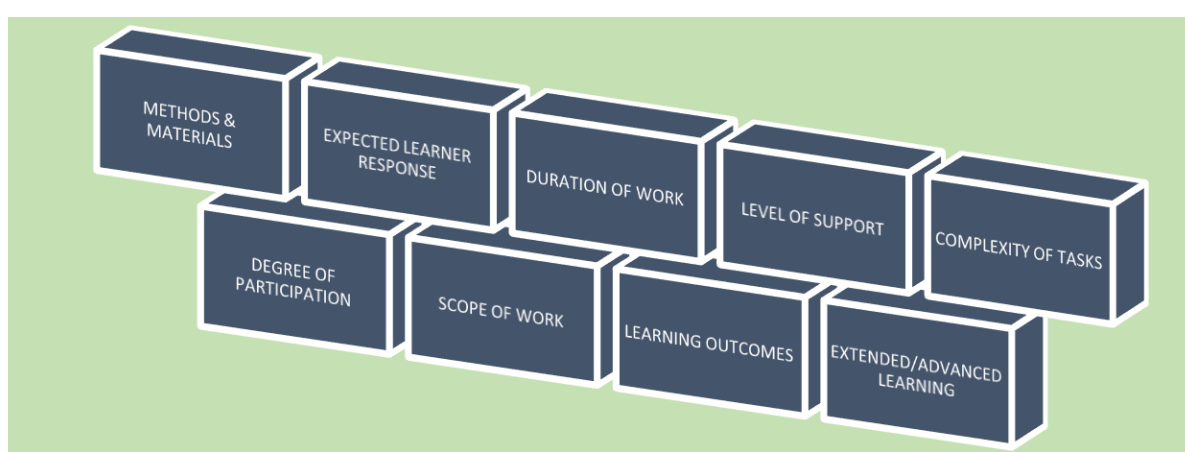 METHODS &
MATERIALS
EXPECTED LEARNER
RESPONSE
DURATION OF WORK
LEVEL OF SUPPORT
COMPLEXITY OF TASKS
DEGREE OF
PARTICIPATION
SCOPE OF WORK
LEARNING OUTCOMES
EXTENDED/ADVANCED
LEARNING